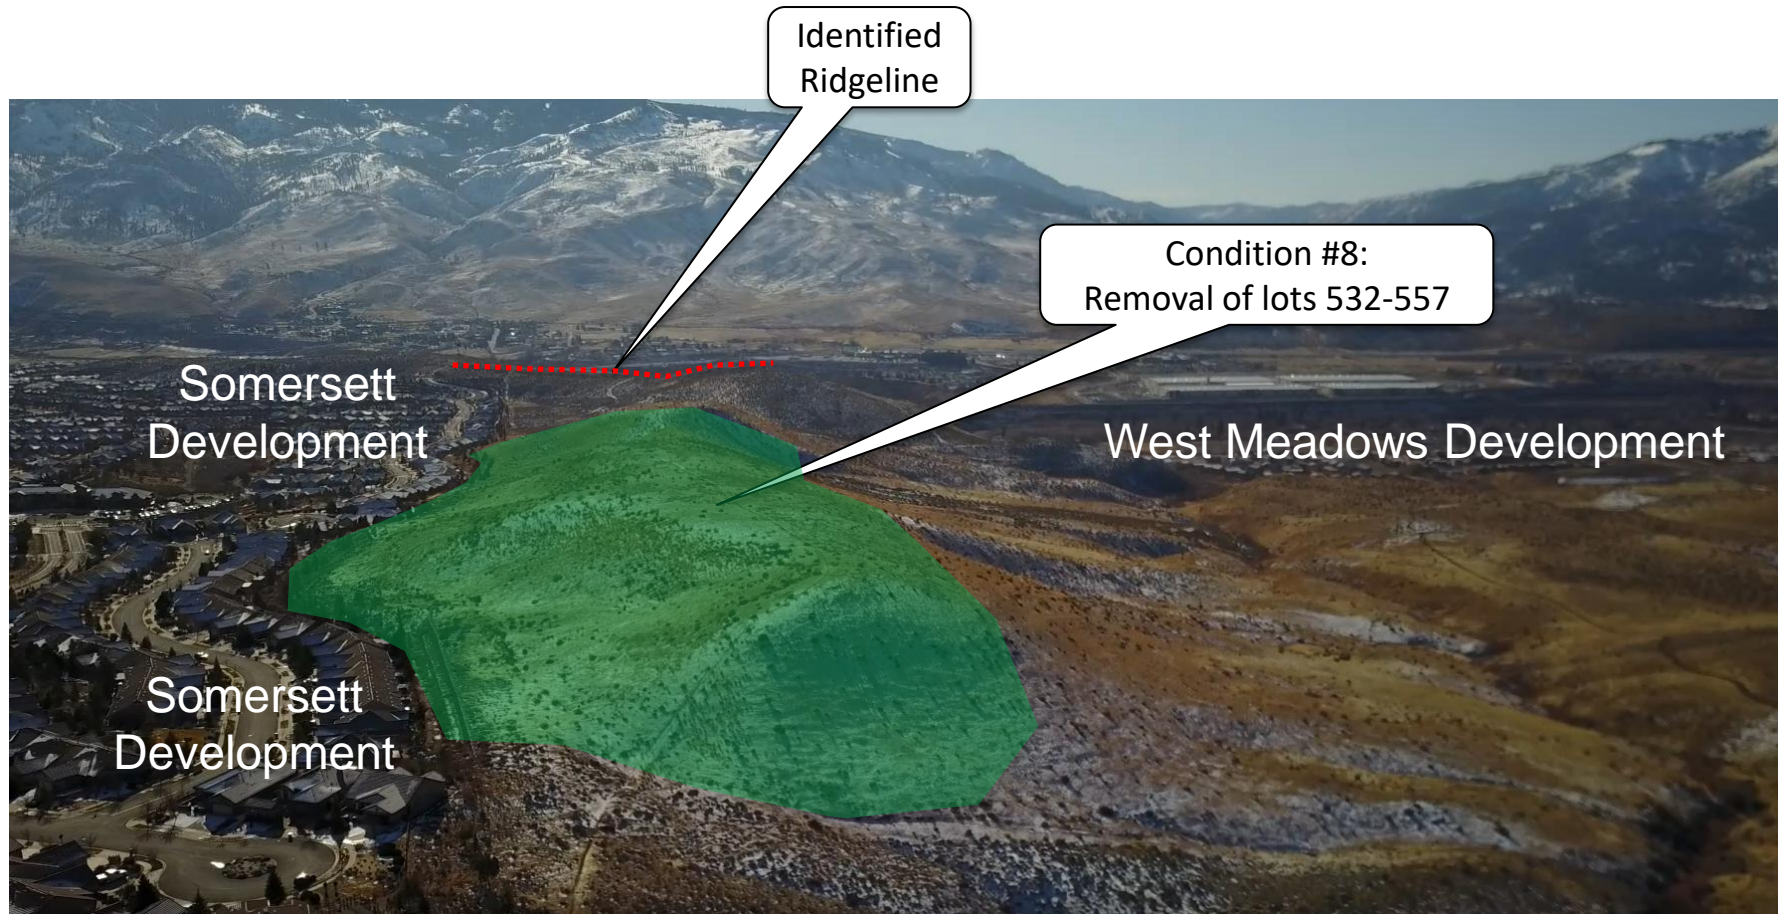 Identified
Ridgeline
Condition #8:
Removal of lots 532-557
Somersett
Development
West Meadows Development
Somersett
Development